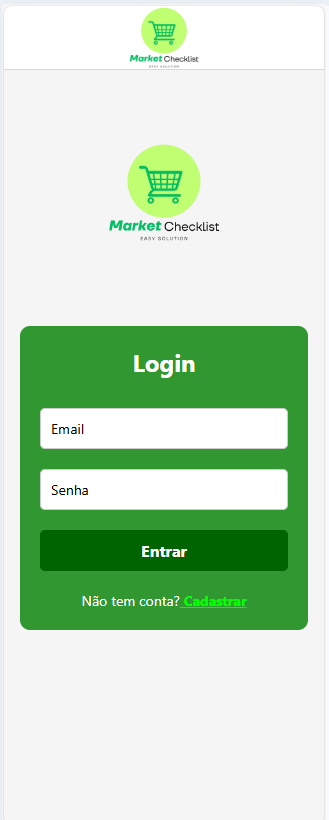 Market Checklist
EASY SOLUTION
Market Checklist
EASY SOLUTION
Login
Email
Senha
Entrar
Não tem conta? Cadastrar